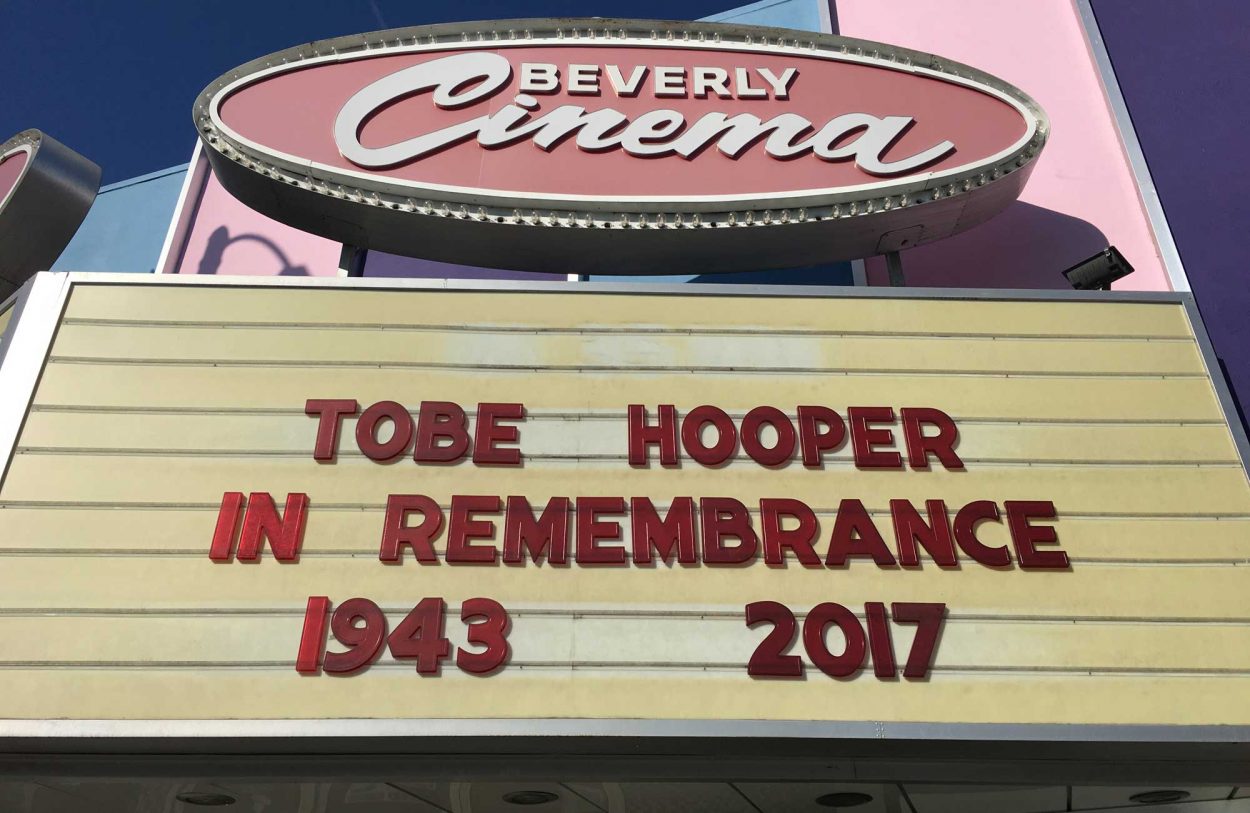 BEVERLY
Cinema
TOBE HOOPER
IN REMEMBRANCE
1943 2017